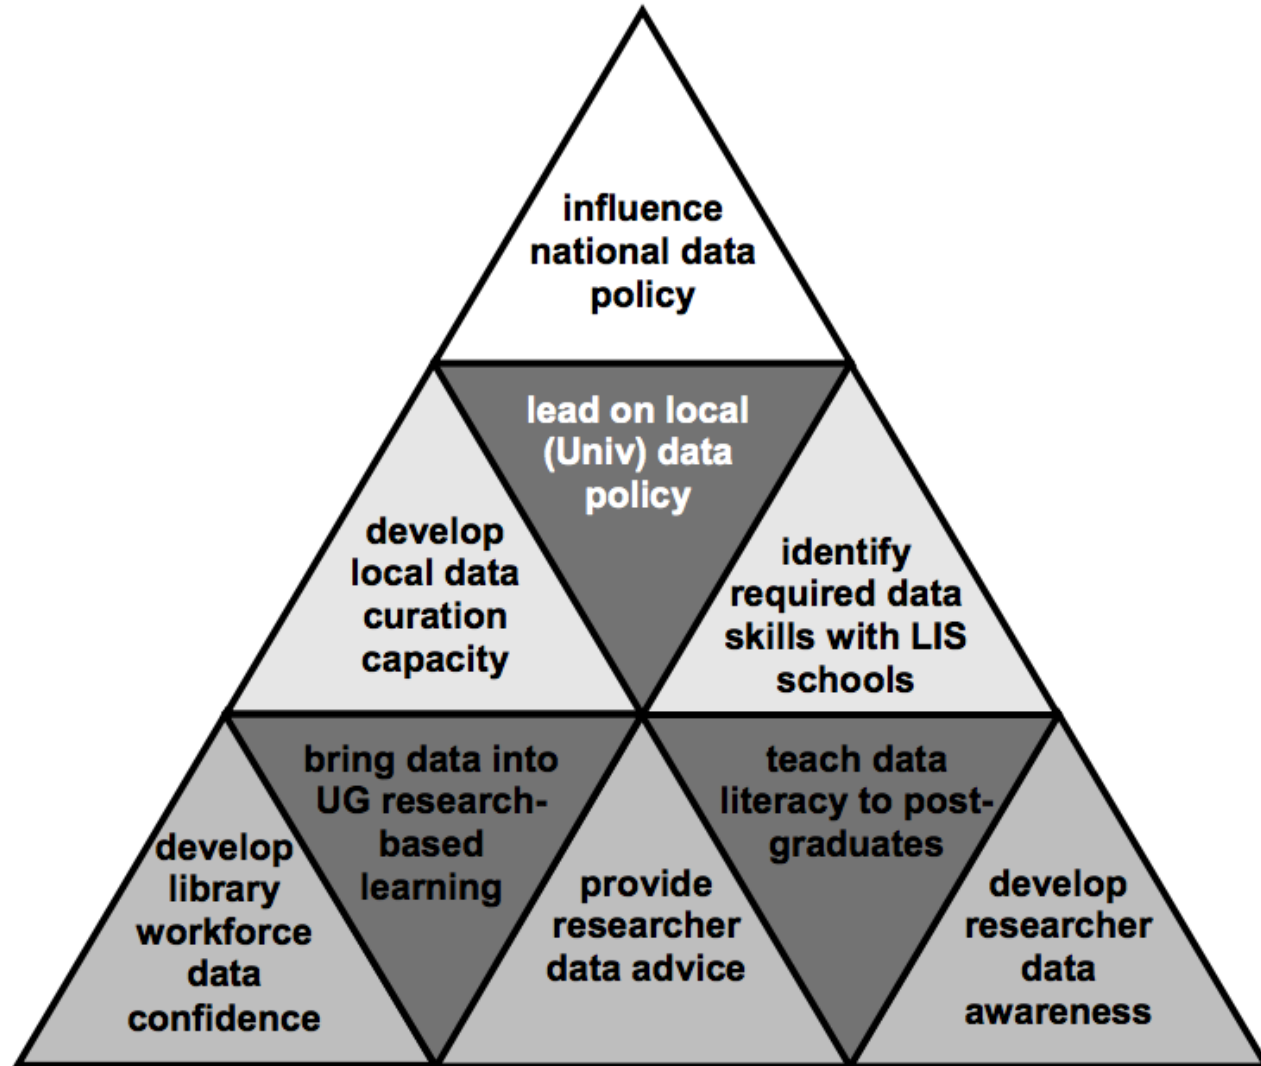 influence
national data
policy
lead on local
(Univ) data
policy
develop
local data
curation
capacity
identify
required data
skills with LIS
schools
bring data into
UG research-
based
learning
teach data
literacy to post-
graduates
develop
library
workforce
data
confidence
provide
researcher
data advice
develop
researcher
data
awareness